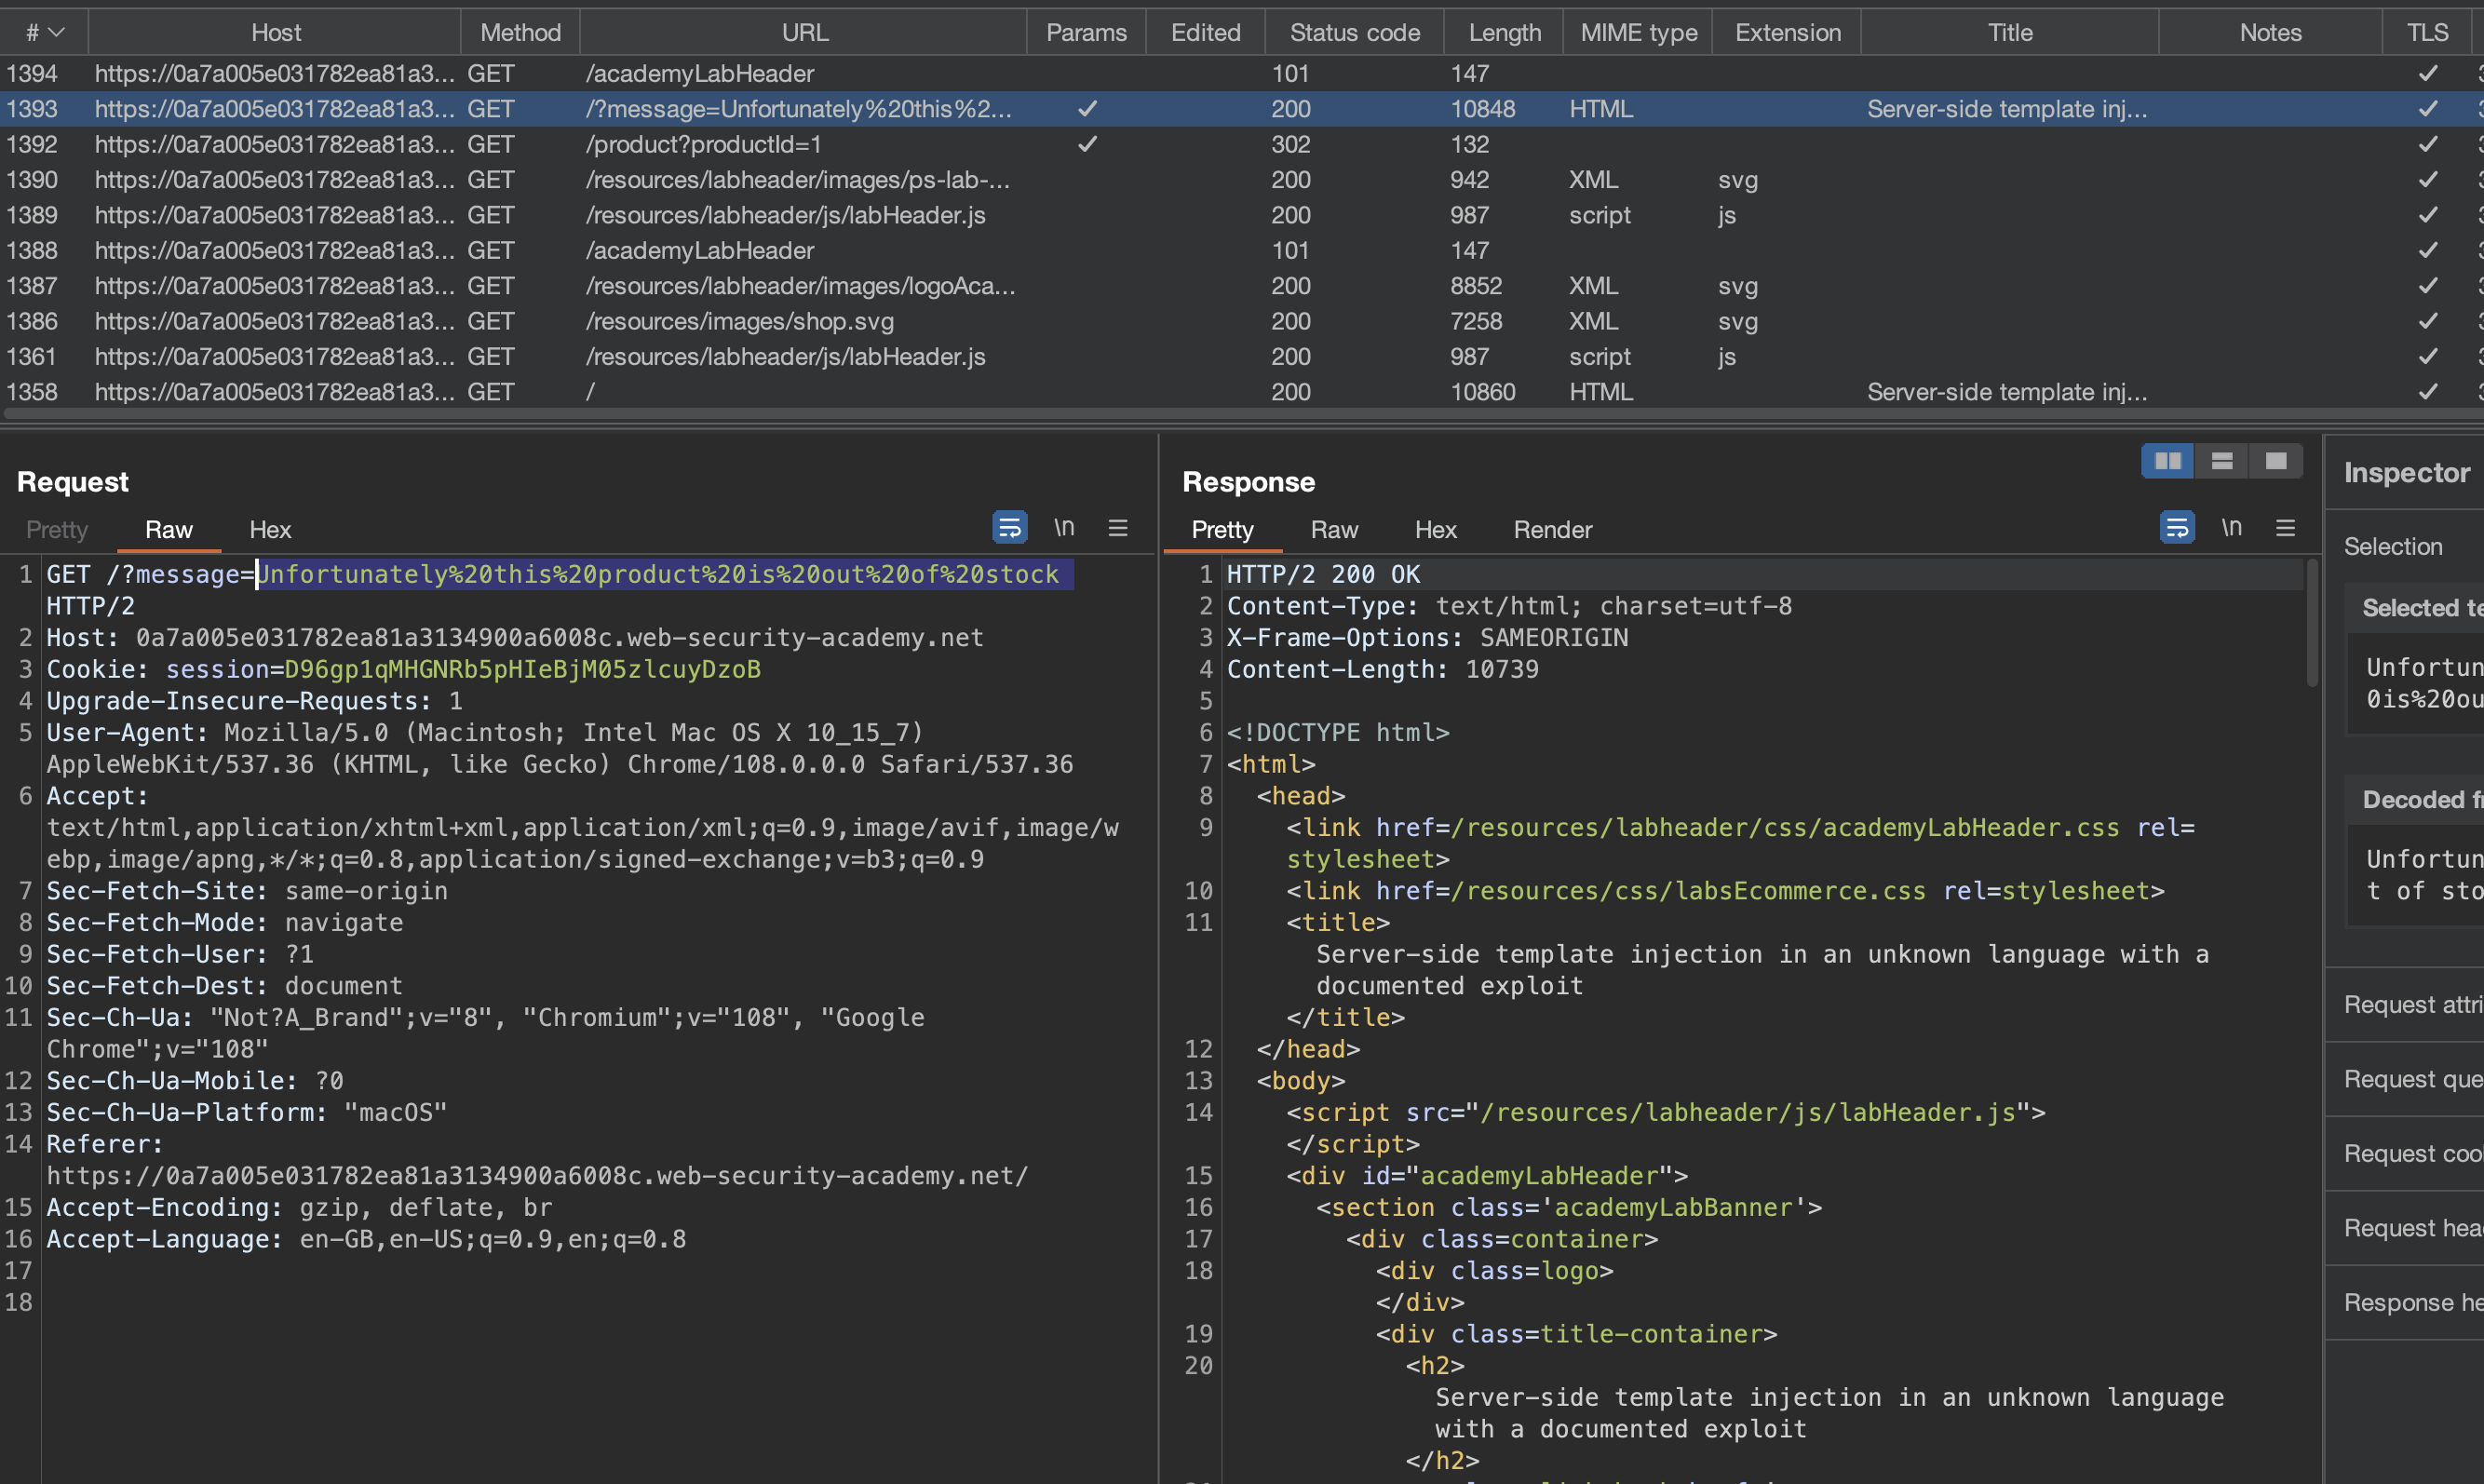 # Host Method URL Params Edited Status code Length MIME type Extension Title Notes TLS
1394 https://0a7a005e031782ea81a3... GET /academyLabHeader 101 147
1393 https://0a7a005e031782ea81a3... GET /?message=Unfortunately%20this%2... ✓ 200 10848 HTML Server-side template inj... ✓
1392 https://0a7a005e031782ea81a3... GET /product?productId=1 ✓ 302 132 ✓
1390 https://0a7a005e031782ea81a3... GET /resources/labheader/images/ps-lab-... 200 942 XML svg ✓
1389 https://0a7a005e031782ea81a3... GET /resources/labheader/js/labHeader.js 200 987 script js ✓
1388 https://0a7a005e031782ea81a3... GET /academyLabHeader 101 147 ✓
1387 https://0a7a005e031782ea81a3... GET /resources/labheader/images/logoAca... 200 8852 XML svg ✓
1386 https://0a7a005e031782ea81a3... GET /resources/images/shop.svg 200 7258 XML svg ✓
1361 https://0a7a005e031782ea81a3... GET /resources/labheader/js/labHeader.js 200 987 script js ✓
1358 https://0a7a005e031782ea81a3... GET / 200 10860 HTML Server-side template inj... ✓
Request
Pretty Raw Hex \n
1 GET /?message=Unfortunately%20this%20product%20is%20out%20of%20stock
HTTP/2
2 Host: 0a7a005e031782ea81a3134900a6008c.web-security-academy.net
3 Cookie: session=D96gp1qMHGNRb5pHIeBjM05zlcuyDzoB
4 Upgrade-Insecure-Requests: 1
5 User-Agent: Mozilla/5.0 (Macintosh; Intel Mac OS X 10_15_7)
AppleWebKit/537.36 (KHTML, like Gecko) Chrome/108.0.0.0 Safari/537.36
6 Accept:
text/html,application/xhtml+xml,application/xml;q=0.9,image/avif,image/w
ebp,image/apng,*/*;q=0.8,application/signed-exchange;v=b3;q=0.9
7 Sec-Fetch-Site: same-origin
8 Sec-Fetch-Mode: navigate
9 Sec-Fetch-User: ?1
10 Sec-Fetch-Dest: document
11 Sec-Ch-Ua: "Not?A_Brand";v="8", "Chromium";v="108", "Google
Chrome";v="108"
12 Sec-Ch-Ua-Mobile: ?0
13 Sec-Ch-Ua-Platform: "macOS"
14 Referer:
https://0a7a005e031782ea81a3134900a6008c.web-security-academy.net/
15 Accept-Encoding: gzip, deflate, br
16 Accept-Language: en-GB,en-US;q=0.9,en;q=0.8
17
18
Response
Pretty Raw Hex Render \n
1 HTTP/2 200 OK
2 Content-Type: text/html; charset=utf-8
3 X-Frame-Options: SAMEORIGIN
4 Content-Length: 10739
5
6 <!DOCTYPE html>
7 <html>
8 <head>
9 <link href=/resources/labheader/css/academyLabHeader.css rel=
stylesheet>
10 <link href=/resources/css/labsEcommerce.css rel=stylesheet>
11 <title>
Server-side template injection in an unknown language with a
documented exploit
</title>
12 </head>
13 <body>
14 <script src="/resources/labheader/js/labHeader.js">
</script>
15 <div id="academyLabHeader">
16 <section class='academyLabBanner'>
17 <div class=container>
18 <div class=logo>
</div>
19 <div class=title-container>
20 <h2>
Server-side template injection in an unknown language
with a documented exploit
</h2>
Inspector
Selection
Selected te
Unfortun
0is%20ou
Decoded f
Unfortun
t of sto
Request attri
Request que
Request coo
Request hea
Response he